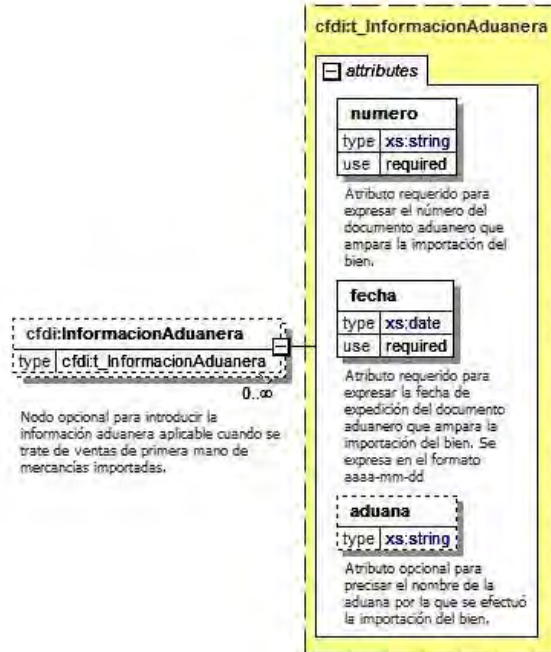 cfdi:t_InformacionAduanera
attributes
numero
type xs:string
use required
Atributo requerido para
expresar el número del
documento aduanero que
ampara la importación del
bien.
fecha
type xs:date
use required
Atributo requerido para
expresar la fecha de
expedición del documento
aduanero que ampara la
importación del bien. Se
expresa en el formato
aaaa-mm-dd
aduana
type xs:string
Atributo opcional para
precisar el nombre de la
aduana por la que se efectuó
la importación del bien.
cfdi:InformacionAduanera
type cfdi:t_InformacionAduanera
0..∞
Nodo opcional para introducir la
información aduanera aplicable cuando se
trate de ventas de primera mano de
mercancías importadas.